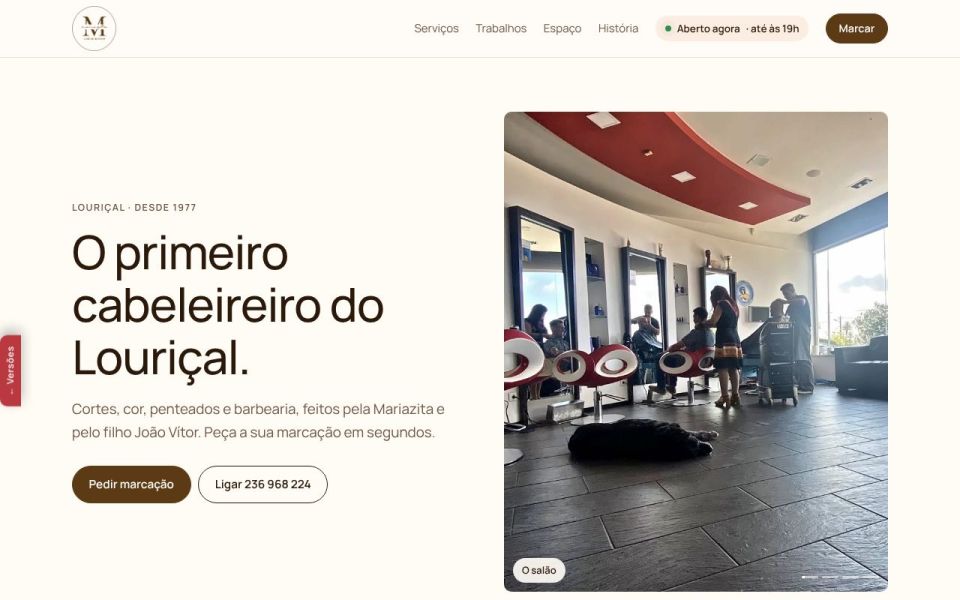 M
Serviços Trabalhos Espaço História Aberto agora · até às 19h Marcar
LOURIÇAL · DESDE 1977
O primeiro
cabeleireiro do
Louriçal.
Cortes, cor, penteados e barbearia, feitos pela Mariazita e
pelo filho João Vítor. Peça a sua marcação em segundos.
Pedir marcação Ligar 236 968 224
O salão
← Versões